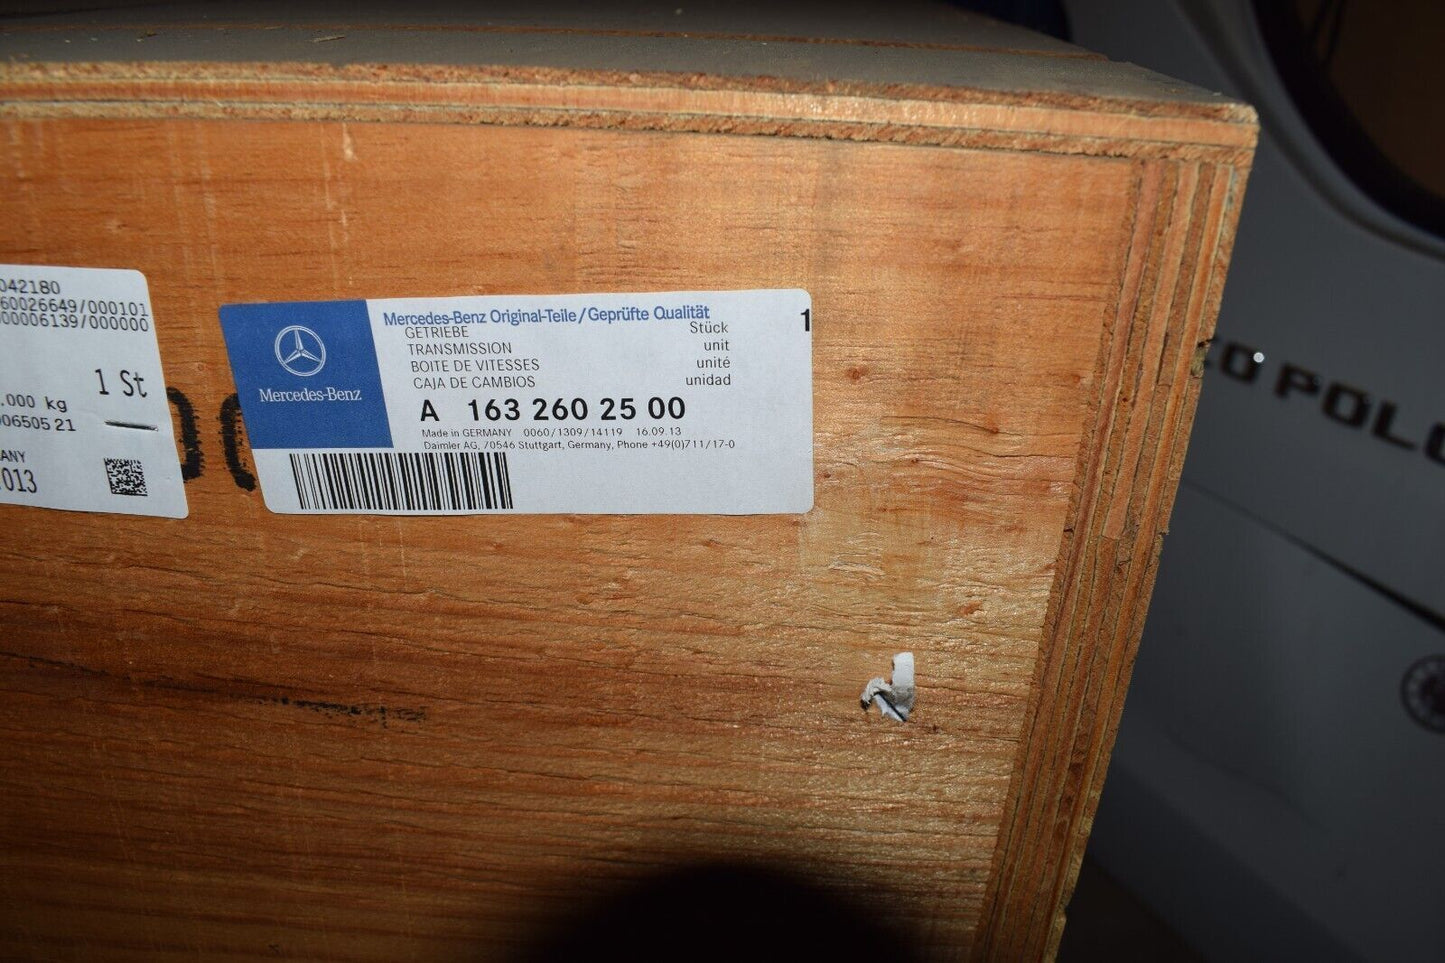 042180
60026649/000101
00006139/000000
1 St
.000 kg
00650521
ANY
013
Mercedes-Benz
Mercedes-Benz Original-Teile/Geprüfte Qualität
GETRIEBE Stück 1
TRANSMISSION unit
BOITE DE VITESSES unité
CAJA DE CAMBIOS unidad
A 163 260 25 00
Made in GERMANY 0060/1309/14119 16.09.13
Daimler AG, 70546 Stuttgart, Germany, Phone +49(0)711/17-0
CO POLO